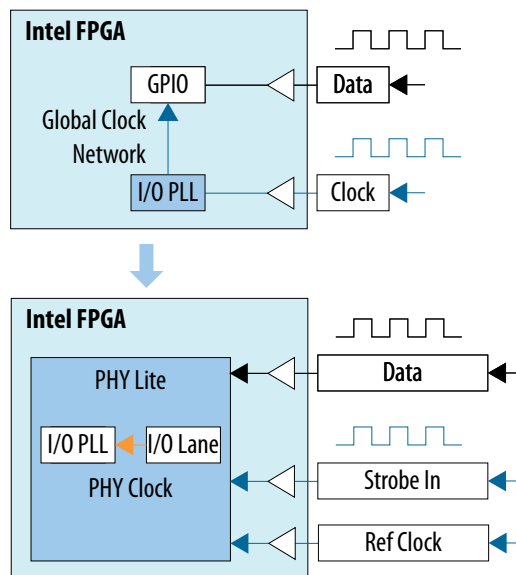 Intel FPGA
GPIO
Data
Global Clock
Network
I/O PLL
Clock
Intel FPGA
PHY Lite
Data
I/O PLL
I/O Lane
PHY Clock
Strobe In
Ref Clock